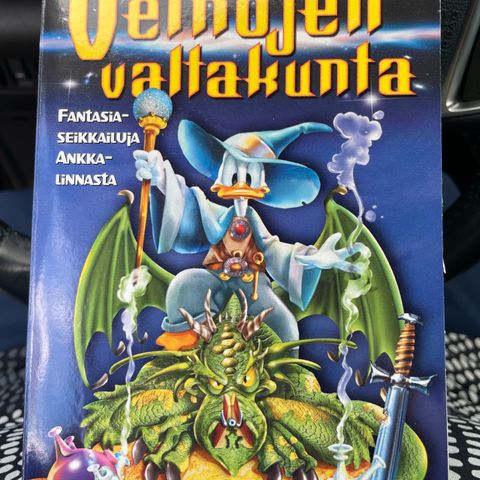 Velhojen
valtakunta
Fantasia-
seikkailuja
Ankka-
linnasta